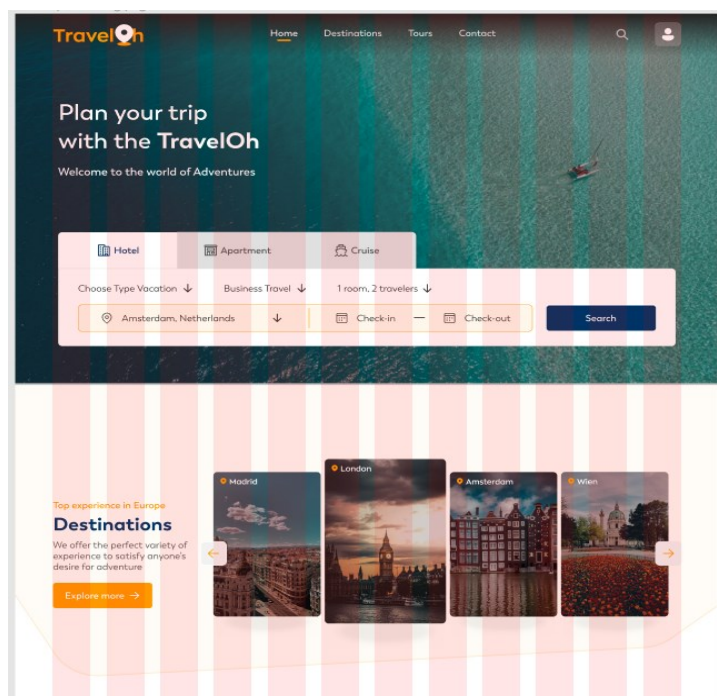 TravelOh
Home Destinations Tours Contact
Plan your trip
with the TravelOh
Welcome to the world of Adventures
Hotel Apartment Cruise
Choose Type Vacation Business Travel 1 room, 2 travelers
Amsterdam, Netherlands Check-in — Check-out Search
Madrid London Amsterdam Wien
Top experience in Europe
Destinations
We offer the perfect variety of
experience to satisfy anyone's
desire for adventure
Explore more